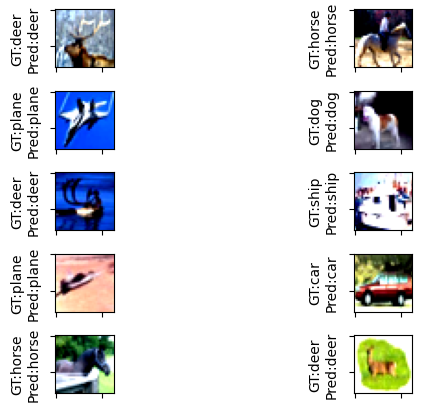 GT:deer
Pred:deer
GT:horse
Pred:horse
GT:plane
Pred:plane
GT:dog
Pred:dog
GT:deer
Pred:deer
GT:ship
Pred:ship
GT:plane
Pred:plane
GT:car
Pred:car
GT:horse
Pred:horse
GT:deer
Pred:deer